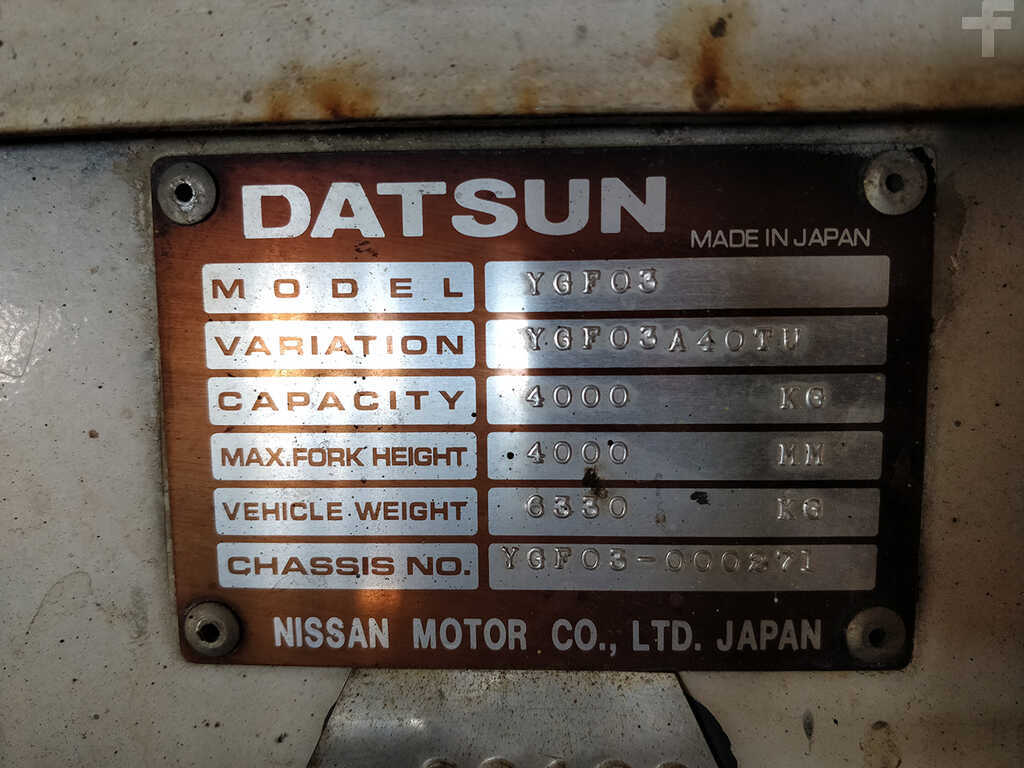 DATSUN
MADE IN JAPAN
MODEL YGF03
VARIATION YGF03A40TU
CAPACITY 4000 KG
MAX.FORK HEIGHT 4000 MM
VEHICLE WEIGHT 6330 KG
CHASSIS NO. YGF03-000271
NISSAN MOTOR CO., LTD. JAPAN